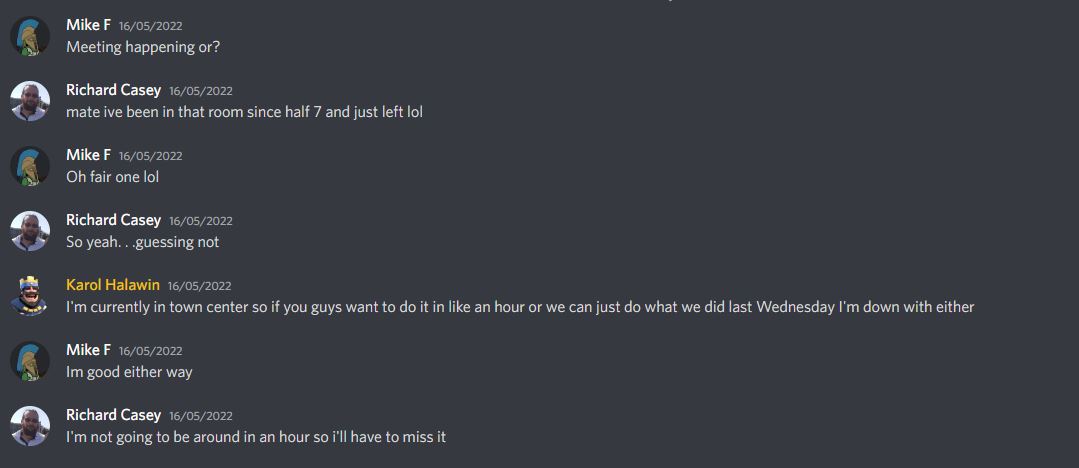 Mike F 16/05/2022
Meeting happening or?
Richard Casey 16/05/2022
mate ive been in that room since half 7 and just left lol
Mike F 16/05/2022
Oh fair one lol
Richard Casey 16/05/2022
So yeah. . .guessing not
Karol Halawin 16/05/2022
I'm currently in town center so if you guys want to do it in like an hour or we can just do what we did last Wednesday I'm down with either
Mike F 16/05/2022
Im good either way
Richard Casey 16/05/2022
I'm not going to be around in an hour so i'll have to miss it